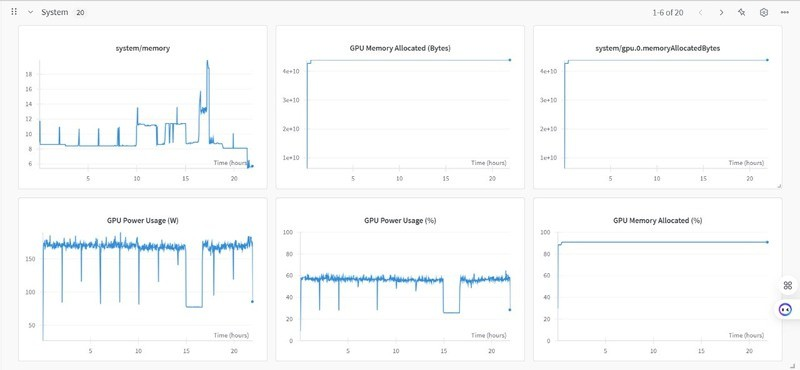 System 20
1-6 of 20
system/memory
18
16
14
12
10
8
6
Time (hours)
5 10 15 20
GPU Memory Allocated (Bytes)
4e+10
3e+10
2e+10
1e+10
Time (hours)
5 10 15 20
system/gpu.0.memoryAllocatedBytes
4e+10
3e+10
2e+10
1e+10
Time (hours)
5 10 15 20
GPU Power Usage (W)
150
100
50
Time (hours)
5 10 15 20
GPU Power Usage (%)
100
80
60
40
20
0
Time (hours)
5 10 15 20
GPU Memory Allocated (%)
100
80
60
40
20
0
Time (hours)
5 10 15 20